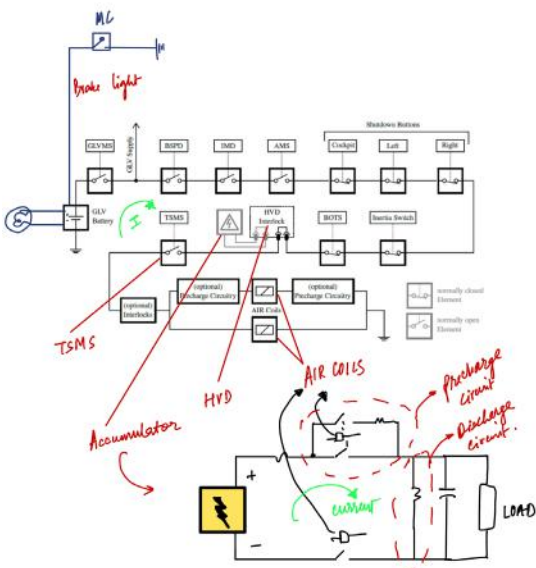 MC
Brake light
Shutdown Buttons
GLVMS
GLV Supply
BSPD
IMD
AMS
Cockpit
Left
Right
GLV
Battery
I
TSMS
HVD
Interlock
BOTS
Inertia Switch
(optional)
Precharge Circuitry
(optional)
Precharge Circuitry
(optional)
Interlocks
AIR Coils
normally closed
Element
normally open
Element
TSMS
HVD
AIR COILS
Accumulator
Precharge
circuit
Discharge
circuit.
+
current
LOAD
-